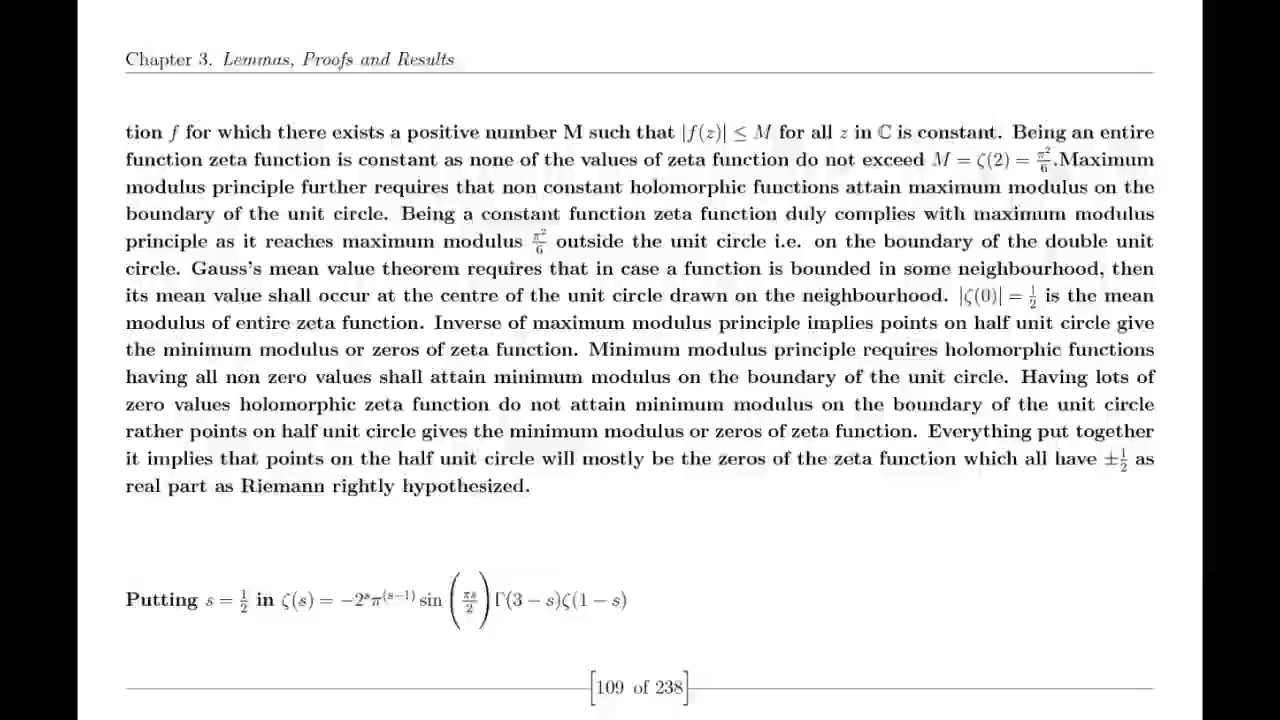 Chapter 3. Lemmas, Proofs and Results
tion f for which there exists a positive number M such that |f(z)| ≤ M for all z in ℂ is constant. Being an entire
function zeta function is constant as none of the values of zeta function do not exceed M = ζ(2) = π²/6.Maximum
modulus principle further requires that non constant holomorphic functions attain maximum modulus on the
boundary of the unit circle. Being a constant function zeta function duly complies with maximum modulus
principle as it reaches maximum modulus π²/6 outside the unit circle i.e. on the boundary of the double unit
circle. Gauss's mean value theorem requires that in case a function is bounded in some neighbourhood, then
its mean value shall occur at the centre of the unit circle drawn on the neighbourhood. |ζ(0)| = 1/2 is the mean
modulus of entire zeta function. Inverse of maximum modulus principle implies points on half unit circle give
the minimum modulus or zeros of zeta function. Minimum modulus principle requires holomorphic functions
having all non zero values shall attain minimum modulus on the boundary of the unit circle. Having lots of
zero values holomorphic zeta function do not attain minimum modulus on the boundary of the unit circle
rather points on half unit circle gives the minimum modulus or zeros of zeta function. Everything put together
it implies that points on the half unit circle will mostly be the zeros of the zeta function which all have ±1/2 as
real part as Riemann rightly hypothesized.
Putting s = 1/2 in ζ(s) = −2^s π^(s−1) sin(πs/2) Γ(3 − s)ζ(1 − s)
[109 of 238]